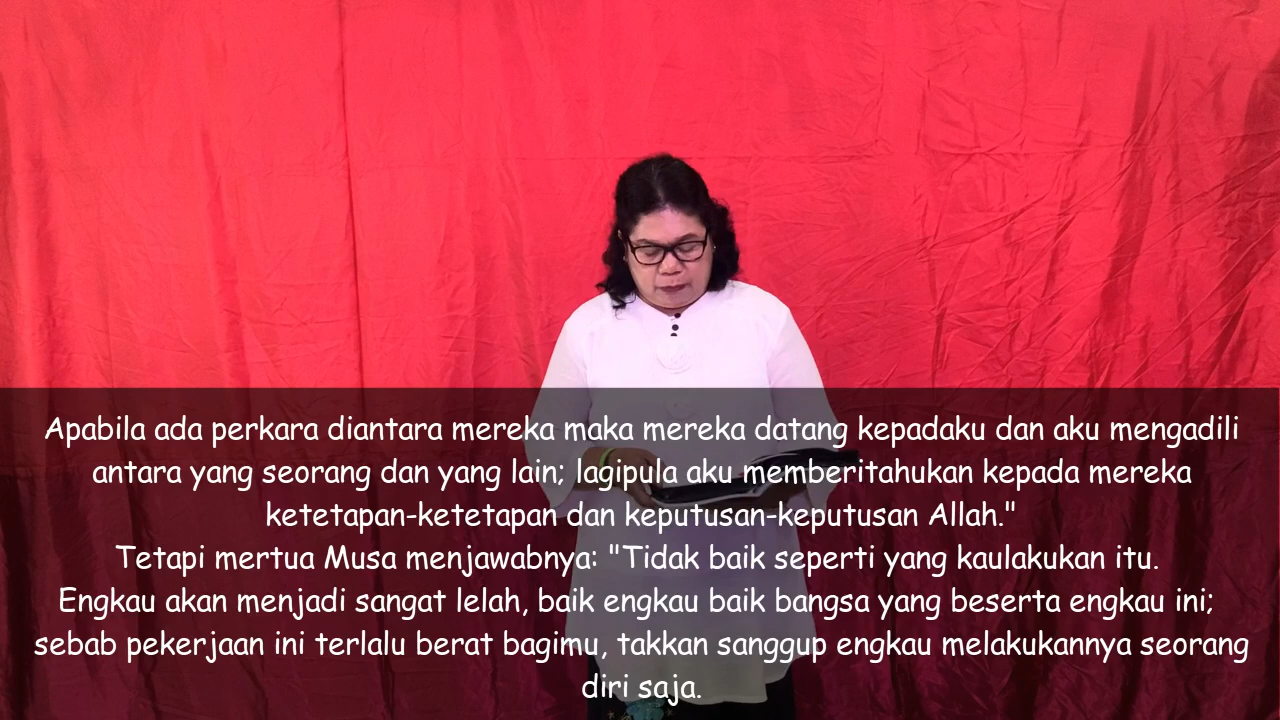 Apabila ada perkara diantara mereka maka mereka datang kepadaku dan aku mengadili
antara yang seorang dan yang lain; lagipula aku memberitahukan kepada mereka
ketetapan-ketetapan dan keputusan-keputusan Allah."
Tetapi mertua Musa menjawabnya: "Tidak baik seperti yang kaulakukan itu.
Engkau akan menjadi sangat lelah, baik engkau baik bangsa yang beserta engkau ini;
sebab pekerjaan ini terlalu berat bagimu, takkan sanggup engkau melakukannya seorang
diri saja.